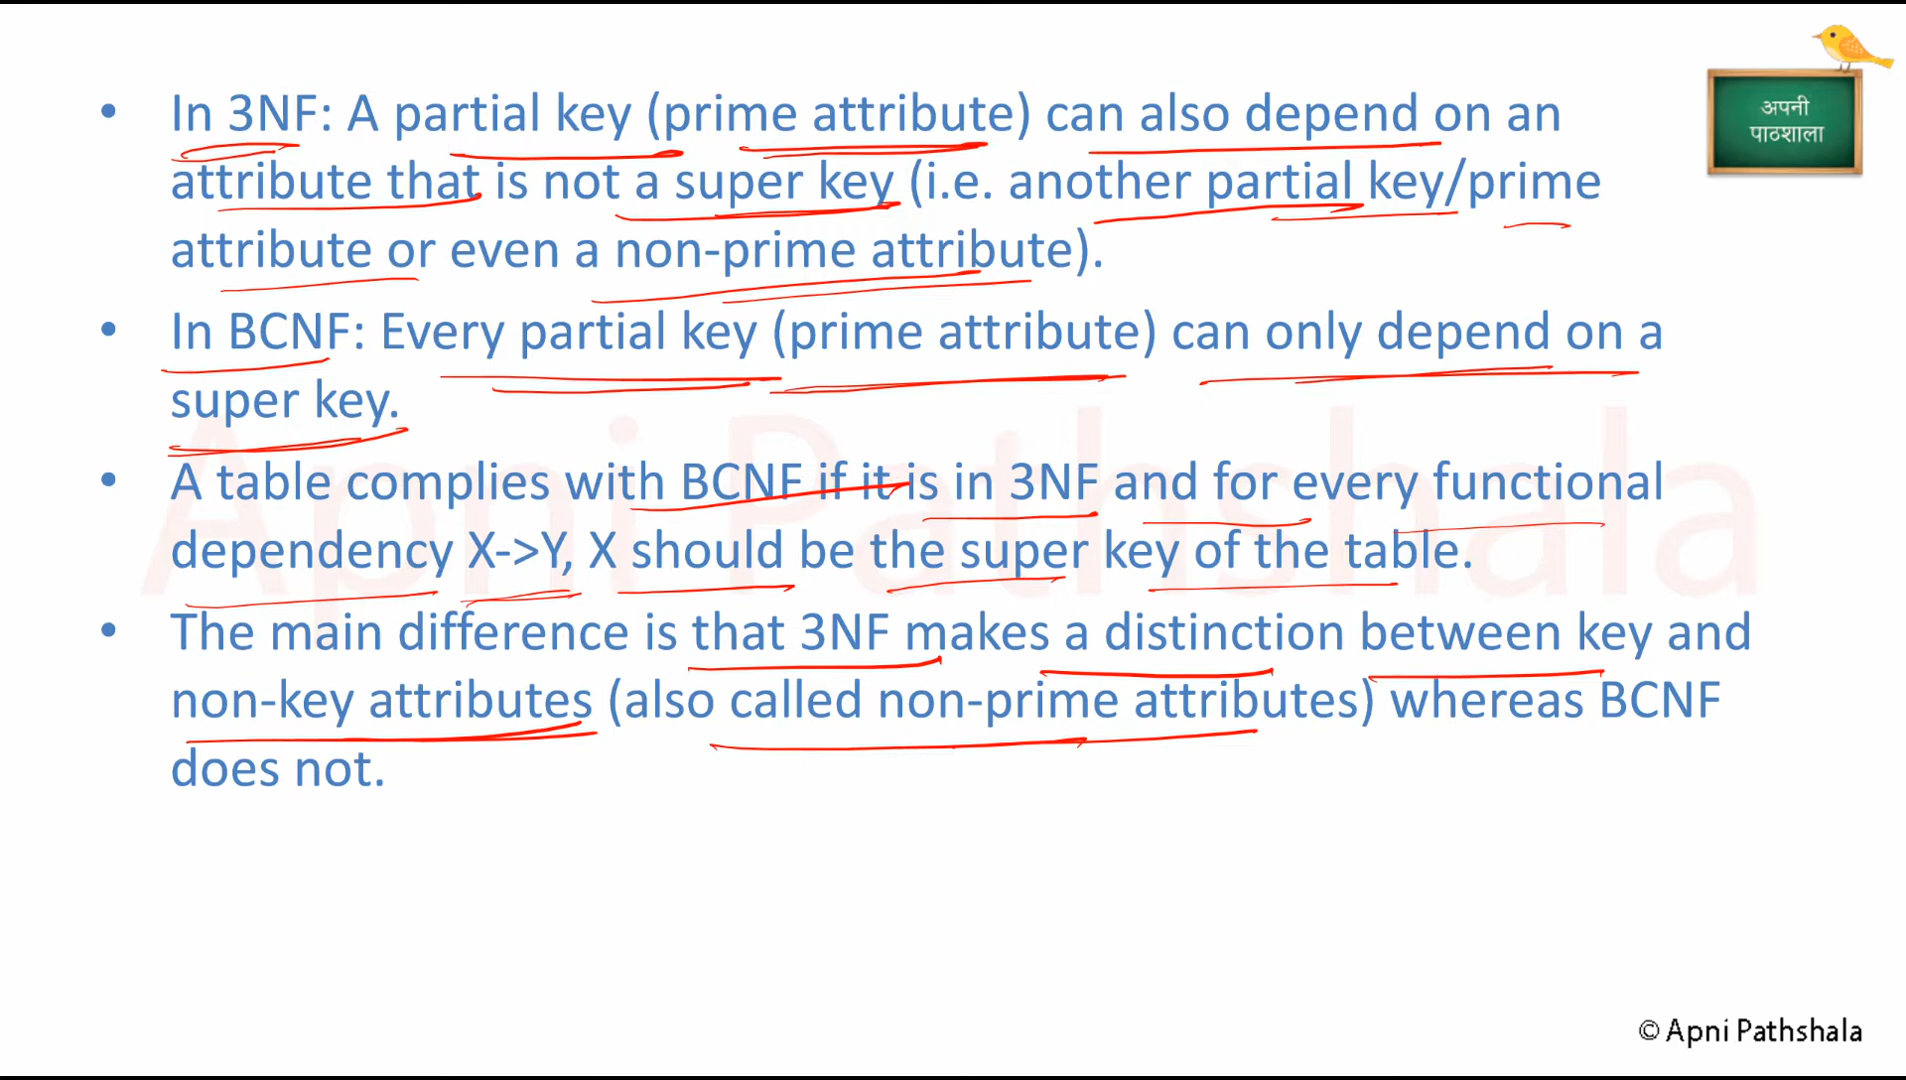 अपनी
पाठशाला
• In 3NF: A partial key (prime attribute) can also depend on an
attribute that is not a super key (i.e. another partial key/prime
attribute or even a non-prime attribute).
• In BCNF: Every partial key (prime attribute) can only depend on a
super key.
• A table complies with BCNF if it is in 3NF and for every functional
dependency X->Y, X should be the super key of the table.
• The main difference is that 3NF makes a distinction between key and
non-key attributes (also called non-prime attributes) whereas BCNF
does not.
Apni Pathshala
© Apni Pathshala